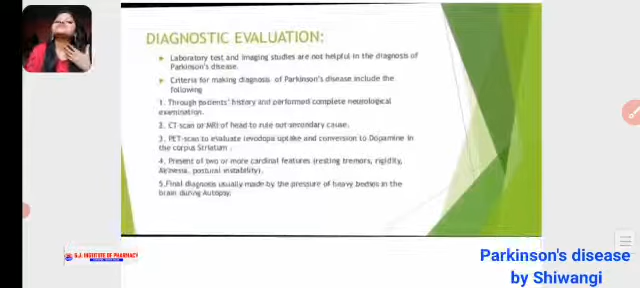 DIAGNOSTIC EVALUATION:
Laboratory test and imaging studies are not helpful in the diagnosis of
Parkinson's disease.
Criteria for making diagnosis of Parkinson's disease include the
following
1. Through patients' history and performed complete neurological
examination.
2. CT-scan or MRI of head to rule out secondary cause.
3. PET-scan to evaluate levodopa uptake and conversion to Dopamine in
the corpus Striatum.
4. Present of two or more cardinal features (resting tremors, rigidity,
postural instability).
5.Final diagnosis usually made by the pressure of heavy bodies in the
brain during Autopsy.
S.J. INSTITUTE OF PHARMACY
Parkinson's disease
by Shiwangi